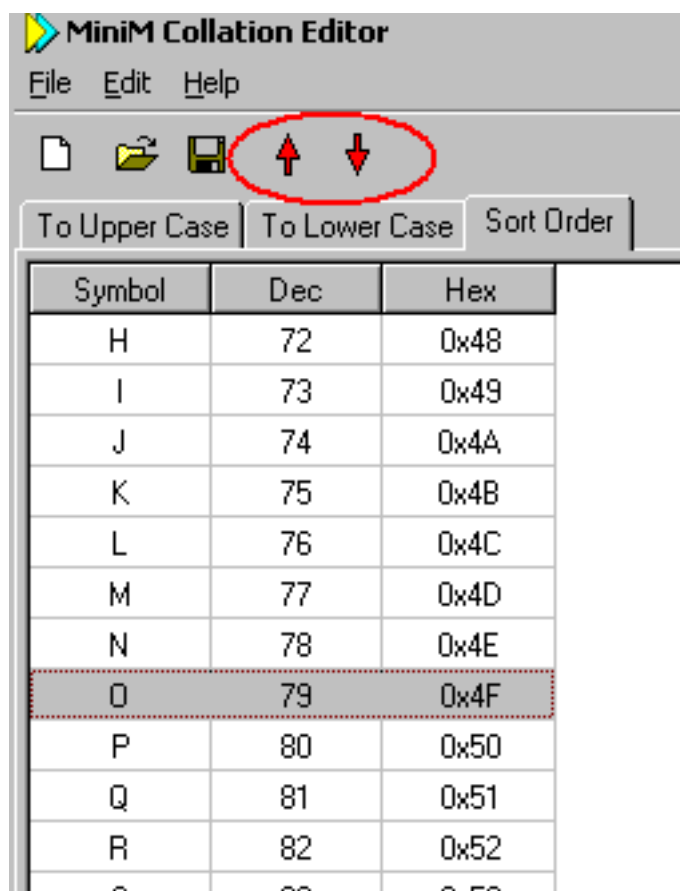 MiniM Collation Editor
File Edit Help
To Upper Case To Lower Case Sort Order
Symbol Dec Hex
H 72 0x48
I 73 0x49
J 74 0x4A
K 75 0x4B
L 76 0x4C
M 77 0x4D
N 78 0x4E
O 79 0x4F
P 80 0x50
Q 81 0x51
R 82 0x52